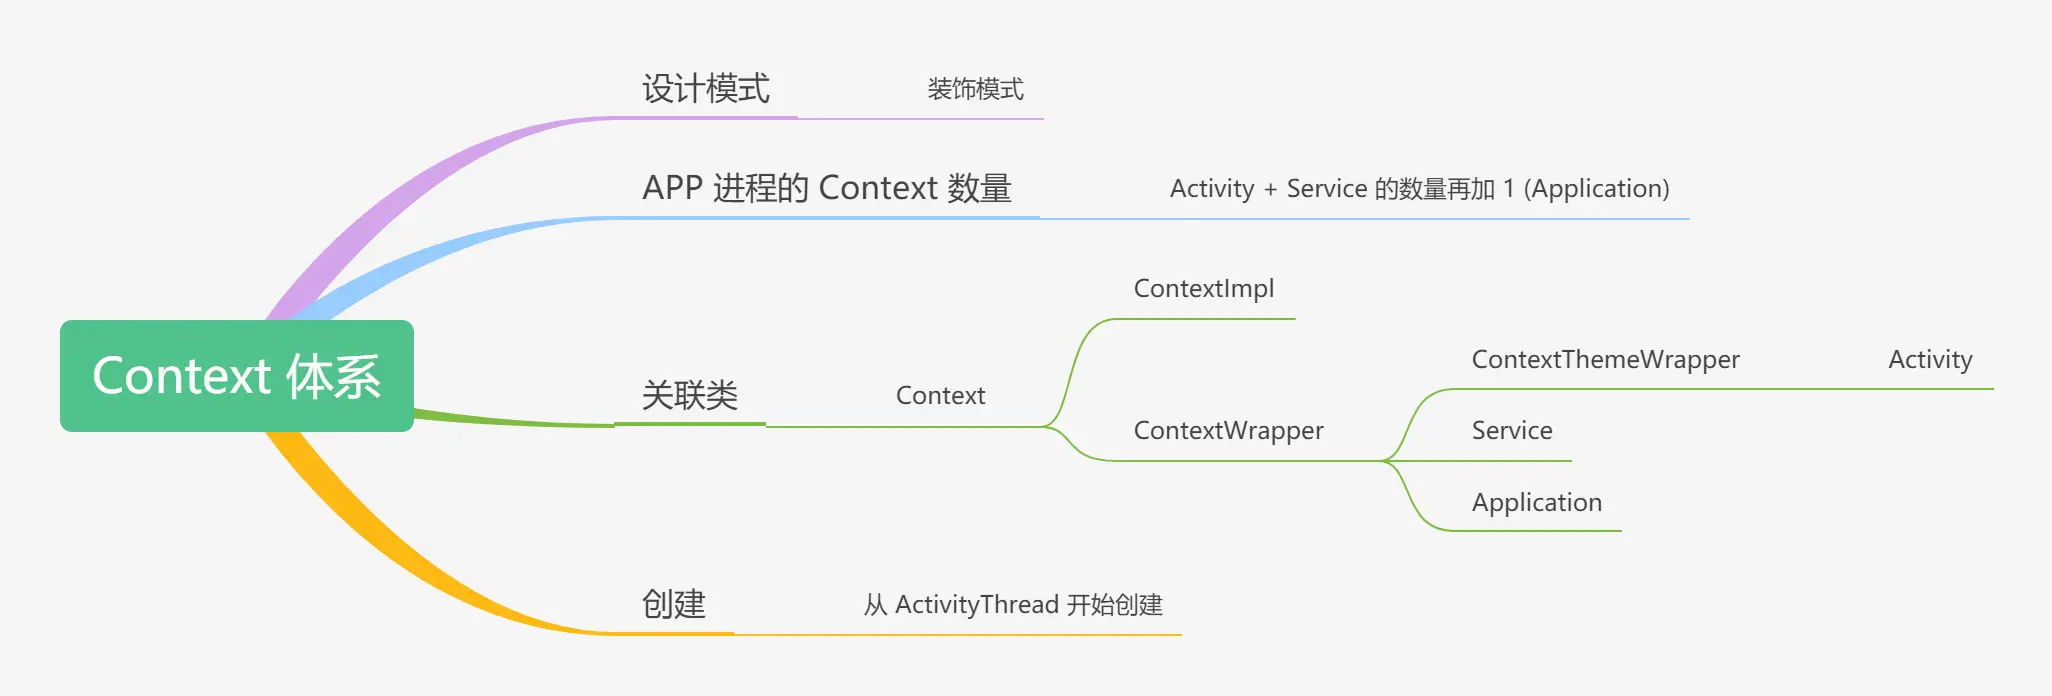 Context 体系
设计模式
装饰模式
APP 进程的 Context 数量
Activity + Service 的数量再加 1 (Application)
关联类
Context
ContextImpl
ContextWrapper
ContextThemeWrapper
Activity
Service
Application
创建
从 ActivityThread 开始创建